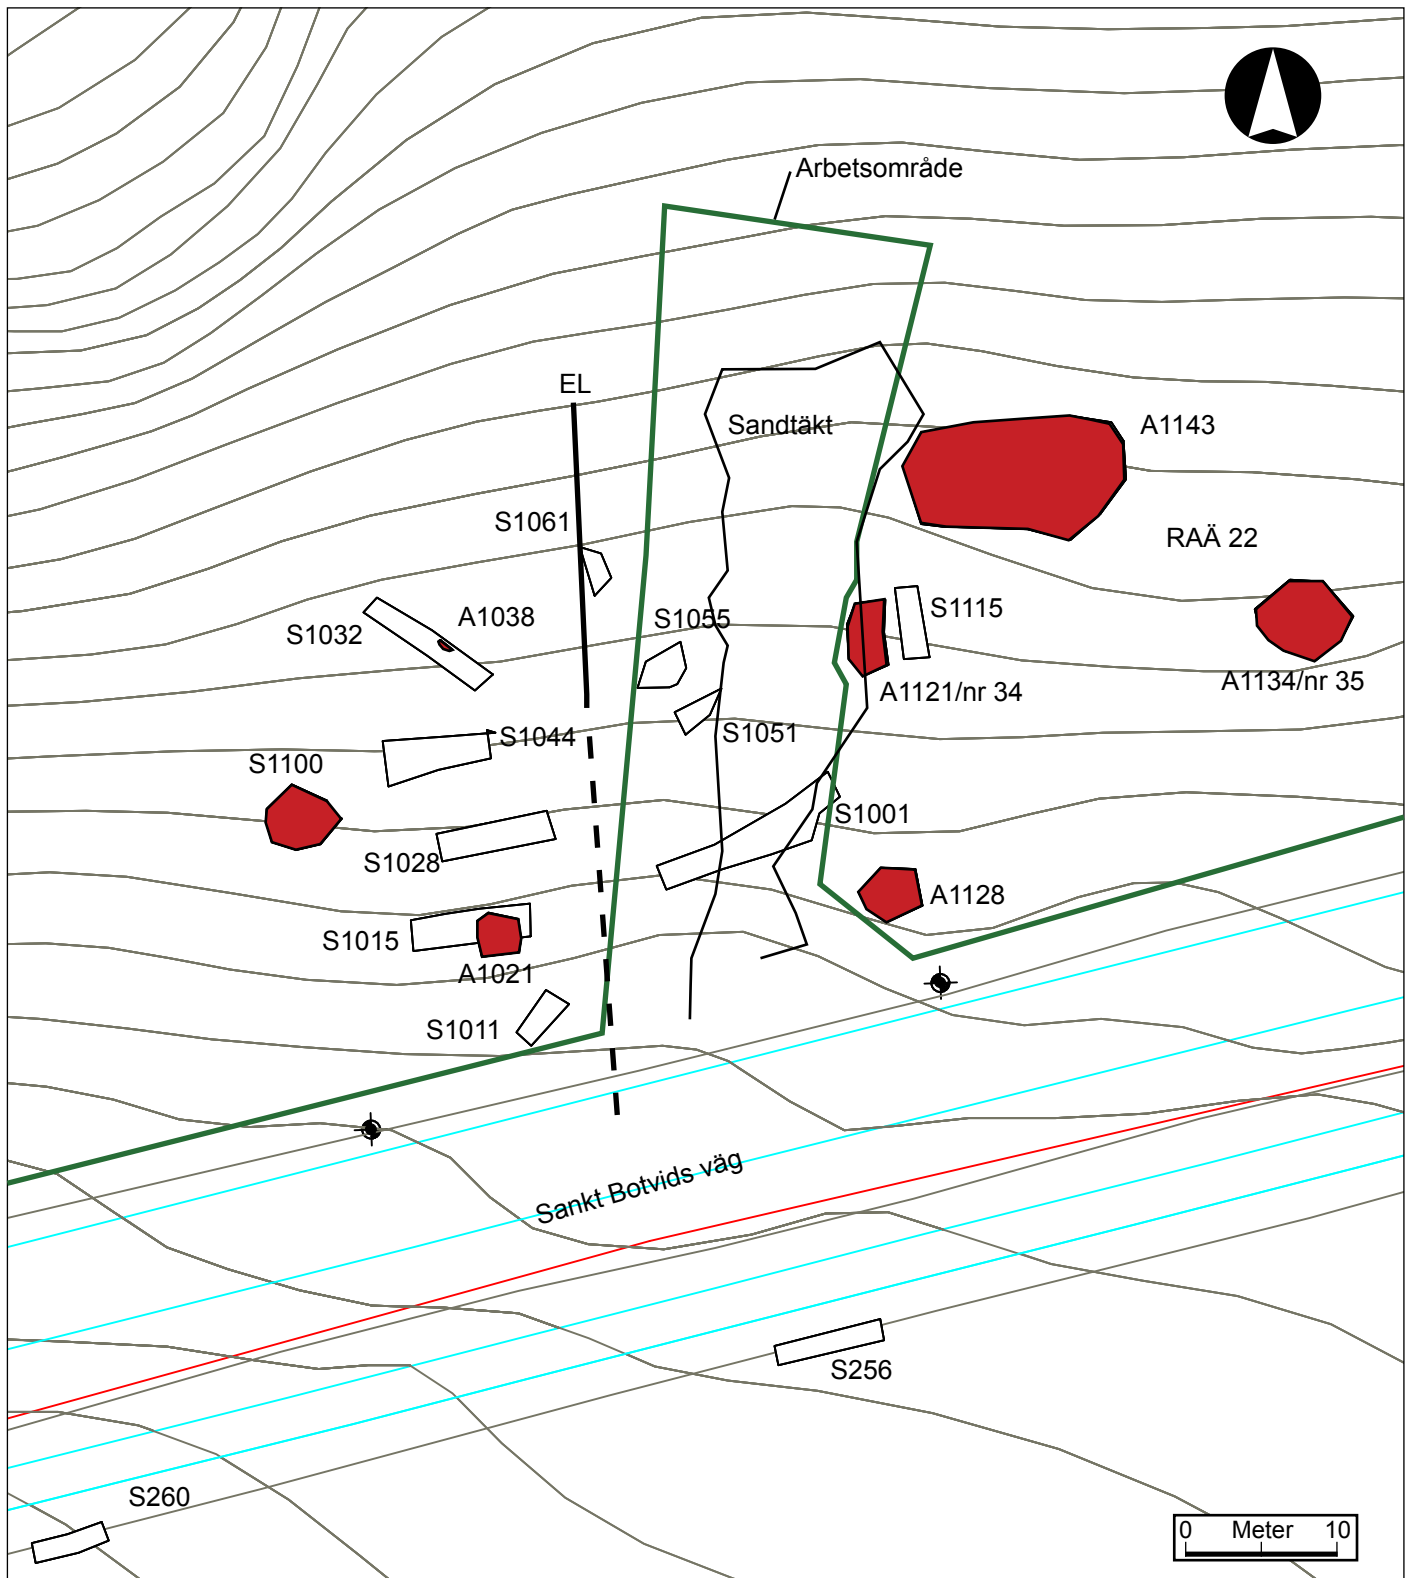 Arbetsområde
EL
Sandtäkt
A1143
S1061
RAÄ 22
S1032
A1038
S1055
S1115
A1121/nr 34
A1134/nr 35
S1044
S1051
S1100
S1028
S1001
S1015
A1021
A1128
S1011
Sankt Botvids väg
S256
S260
0 Meter 10